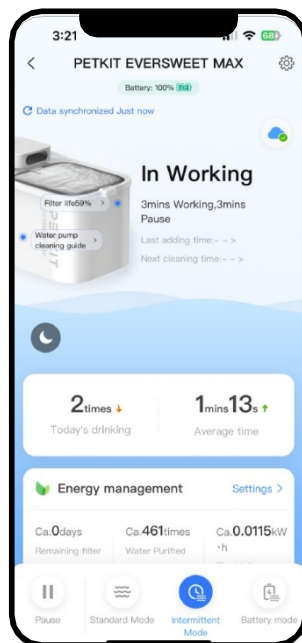 3:21
68
PETKIT EVERSWEET MAX
Battery: 100%
Data synchronized Just now
In Working
Filter life59% >
3mins Working,3mins
Pause
Water pump
cleaning guide >
Last adding time:- - >
Next cleaning time:- - >
2times ↓
1mins13s ↑
Today's drinking
Average time
Energy management
Settings >
Ca.0days
Ca.461times
Ca.0.0115kW
·h
Remaining filter
Water Purified
Pause
Standard Mode
Intermittent
Mode
Battery mode